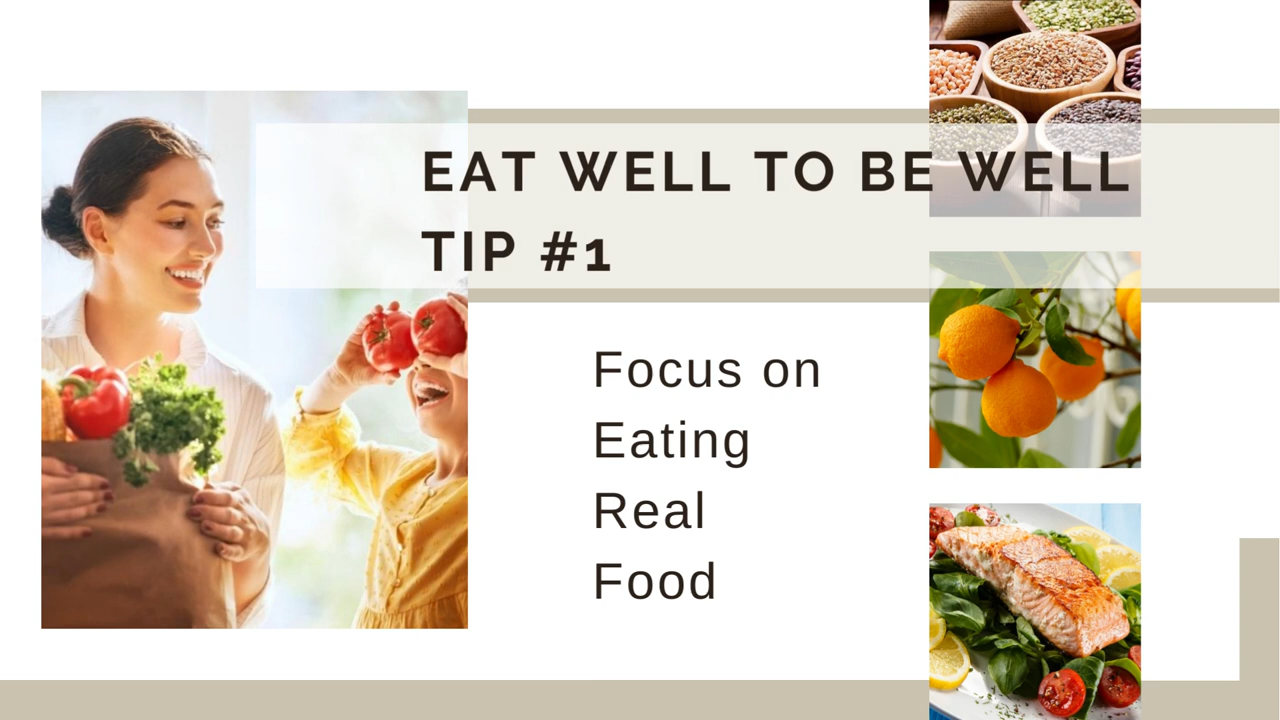 EAT WELL TO BE WELL
TIP #1
Focus on
Eating
Real
Food